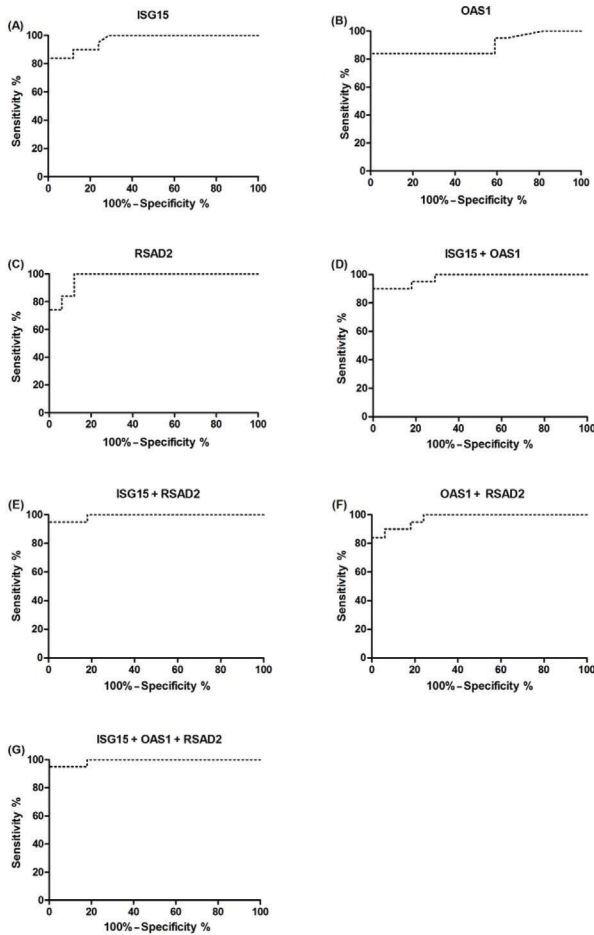 (A)
ISG15
100
80
60
40
20
0
Sensitivity %
0 20 40 60 80 100
100% – Specificity %
(B)
OAS1
100
80
60
40
20
0
Sensitivity %
0 20 40 60 80 100
100% – Specificity %
(C)
RSAD2
100
80
60
40
20
0
Sensitivity %
0 20 40 60 80 100
100% – Specificity %
(D)
ISG15 + OAS1
100
80
60
40
20
0
Sensitivity %
0 20 40 60 80 100
100% – Specificity %
(E)
ISG15 + RSAD2
100
80
60
40
20
0
Sensitivity %
0 20 40 60 80 100
100% – Specificity %
(F)
OAS1 + RSAD2
100
80
60
40
20
0
Sensitivity %
0 20 40 60 80 100
100% – Specificity %
(G)
ISG15 + OAS1 + RSAD2
100
80
60
40
20
0
Sensitivity %
0 20 40 60 80 100
100% – Specificity %